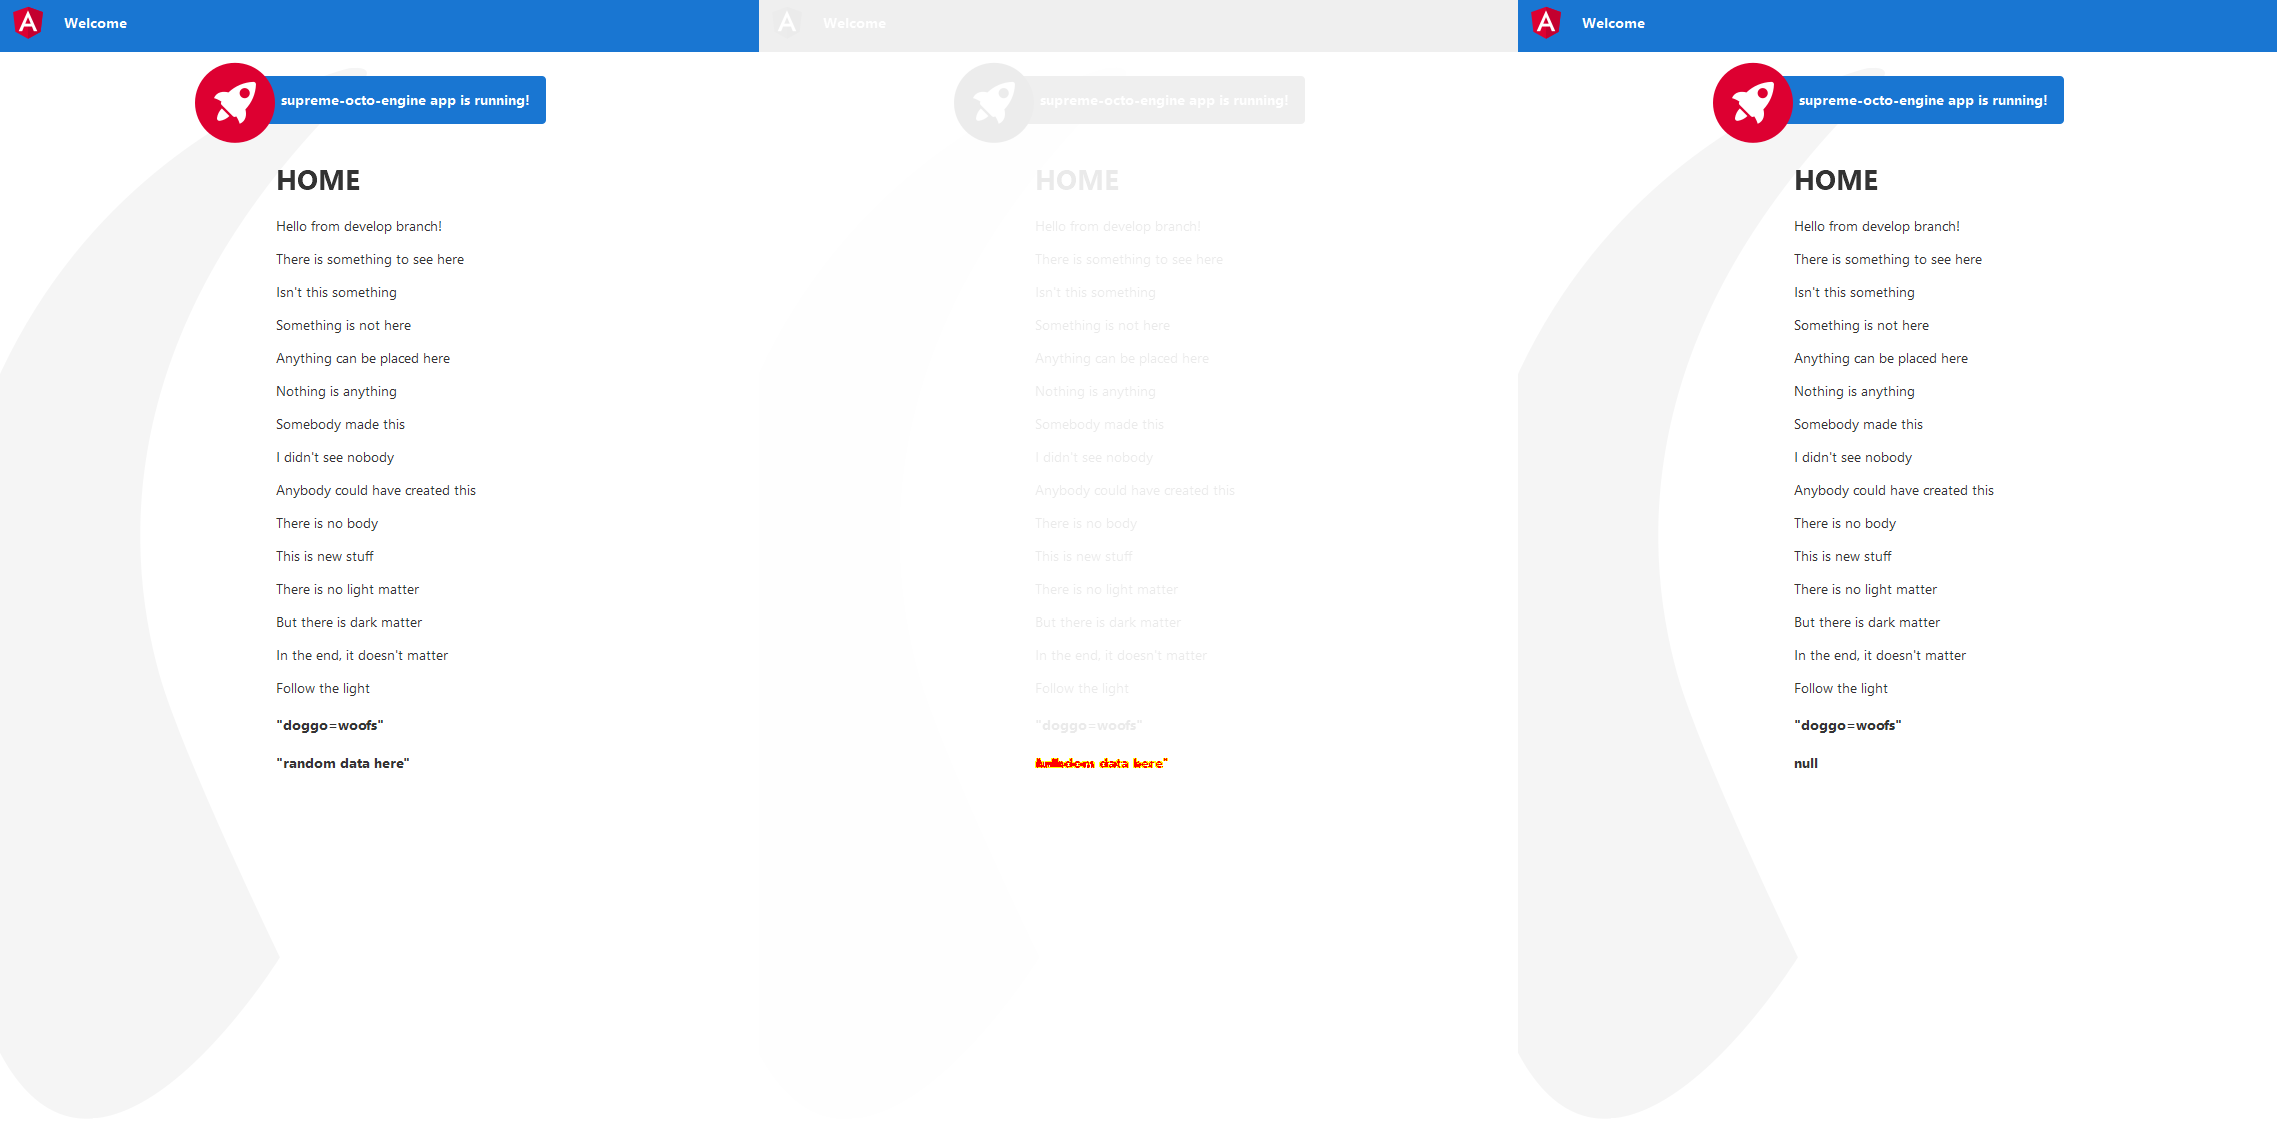 Welcome
supreme-octo-engine app is running!
HOME
Hello from develop branch!
There is something to see here
Isn't this something
Something is not here
Anything can be placed here
Nothing is anything
Somebody made this
I didn't see nobody
Anybody could have created this
There is no body
This is new stuff
There is no light matter
But there is dark matter
In the end, it doesn't matter
Follow the light
"doggo=woofs"
"random data here"
Welcome
supreme-octo-engine app is running!
HOME
Hello from develop branch!
There is something to see here
Isn't this something
Something is not here
Anything can be placed here
Nothing is anything
Somebody made this
I didn't see nobody
Anybody could have created this
There is no body
This is new stuff
There is no light matter
But there is dark matter
In the end, it doesn't matter
Follow the light
"doggo=woofs"
data here"
Welcome
supreme-octo-engine app is running!
HOME
Hello from develop branch!
There is something to see here
Isn't this something
Something is not here
Anything can be placed here
Nothing is anything
Somebody made this
I didn't see nobody
Anybody could have created this
There is no body
This is new stuff
There is no light matter
But there is dark matter
In the end, it doesn't matter
Follow the light
"doggo=woofs"
null